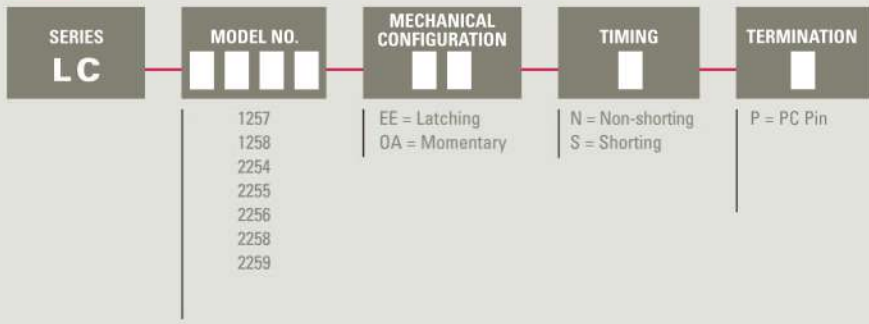 SERIES
LC
MODEL NO.
MECHANICAL
CONFIGURATION
TIMING
TERMINATION
1257
1258
2254
2255
2256
2258
2259
EE = Latching
OA = Momentary
N = Non-shorting
S = Shorting
P = PC Pin